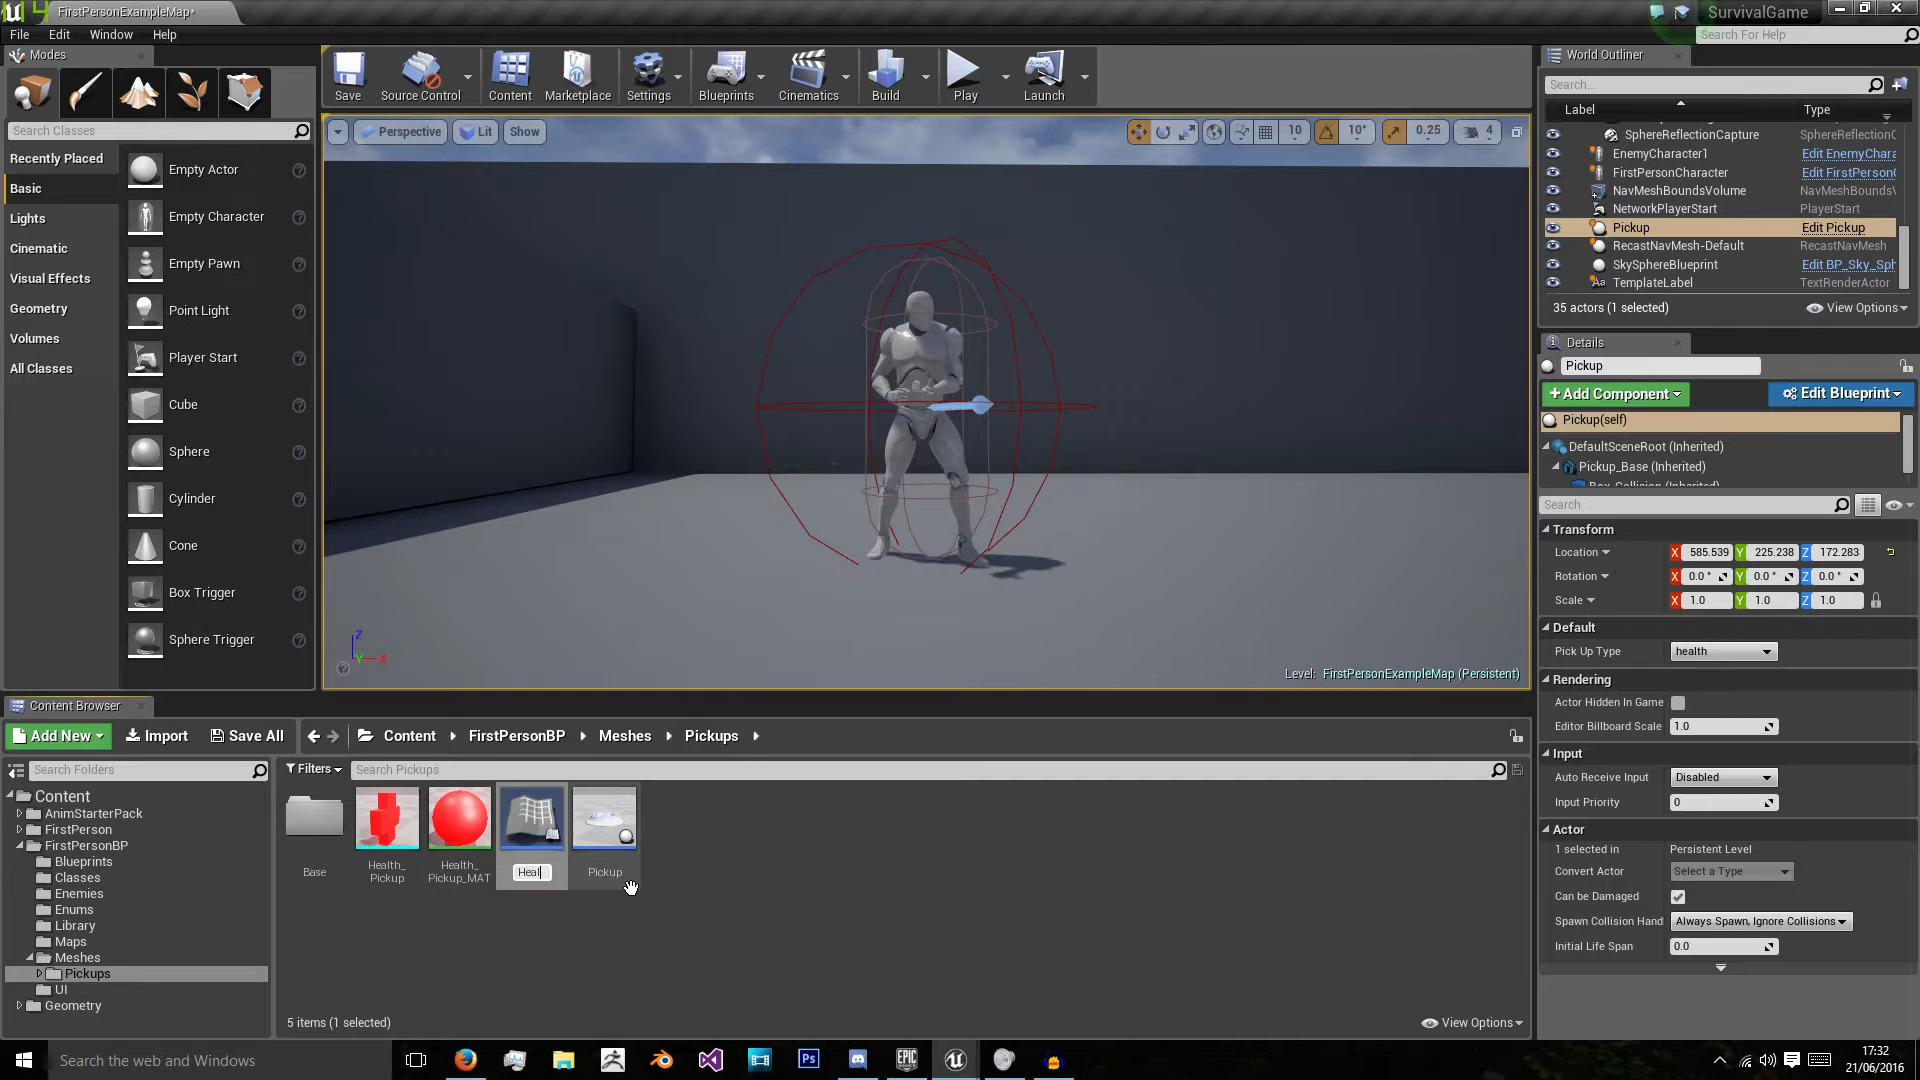 FirstPersonExampleMap*
SurvivalGame
File Edit Window Help
Search For Help
Modes
Save
Source Control
Content
Marketplace
Settings
Blueprints
Cinematics
Build
Play
Launch
World Outliner
Search...
Label
Type
Search Classes
Recently Placed
Basic
Lights
Cinematic
Visual Effects
Geometry
Volumes
All Classes
Empty Actor
Empty Character
Empty Pawn
Point Light
Player Start
Cube
Sphere
Cylinder
Cone
Box Trigger
Sphere Trigger
Perspective
Lit
Show
10
10°
0.25
4
Level: FirstPersonExampleMap (Persistent)
Z
Y
X
SphereReflectionCapture SphereReflectionC
EnemyCharacter1 Edit EnemyChara
FirstPersonCharacter Edit FirstPersonC
NavMeshBoundsVolume NavMeshBoundsV
NetworkPlayerStart PlayerStart
Pickup Edit Pickup
RecastNavMesh-Default RecastNavMesh
SkySphereBlueprint Edit BP_Sky_Sph
TemplateLabel TextRenderActor
35 actors (1 selected)
View Options
Details
Pickup
+Add Component
Edit Blueprint
Pickup(self)
DefaultSceneRoot (Inherited)
Pickup_Base (Inherited)
Box_Collision (Inherited)
Search
Transform
Location X 585.539 Y 225.238 Z 172.283
Rotation X 0.0° Y 0.0° Z 0.0°
Scale X 1.0 Y 1.0 Z 1.0
Default
Pick Up Type health
Rendering
Actor Hidden In Game
Editor Billboard Scale 1.0
Input
Auto Receive Input Disabled
Input Priority 0
Actor
1 selected in Persistent Level
Convert Actor Select a Type
Can be Damaged
Spawn Collision Hand Always Spawn, Ignore Collisions
Initial Life Span 0.0
Content Browser
Add New
Import
Save All
Content
FirstPersonBP
Meshes
Pickups
Search Folders
Filters
Search Pickups
Content
AnimStarterPack
FirstPerson
FirstPersonBP
Blueprints
Classes
Enemies
Enums
Library
Maps
Meshes
Pickups
UI
Geometry
Base
Health_
Pickup
Health_
Pickup_MAT
Heal
Pickup
5 items (1 selected)
View Options
Search the web and Windows
Ps
EPIC
17:32
21/06/2016